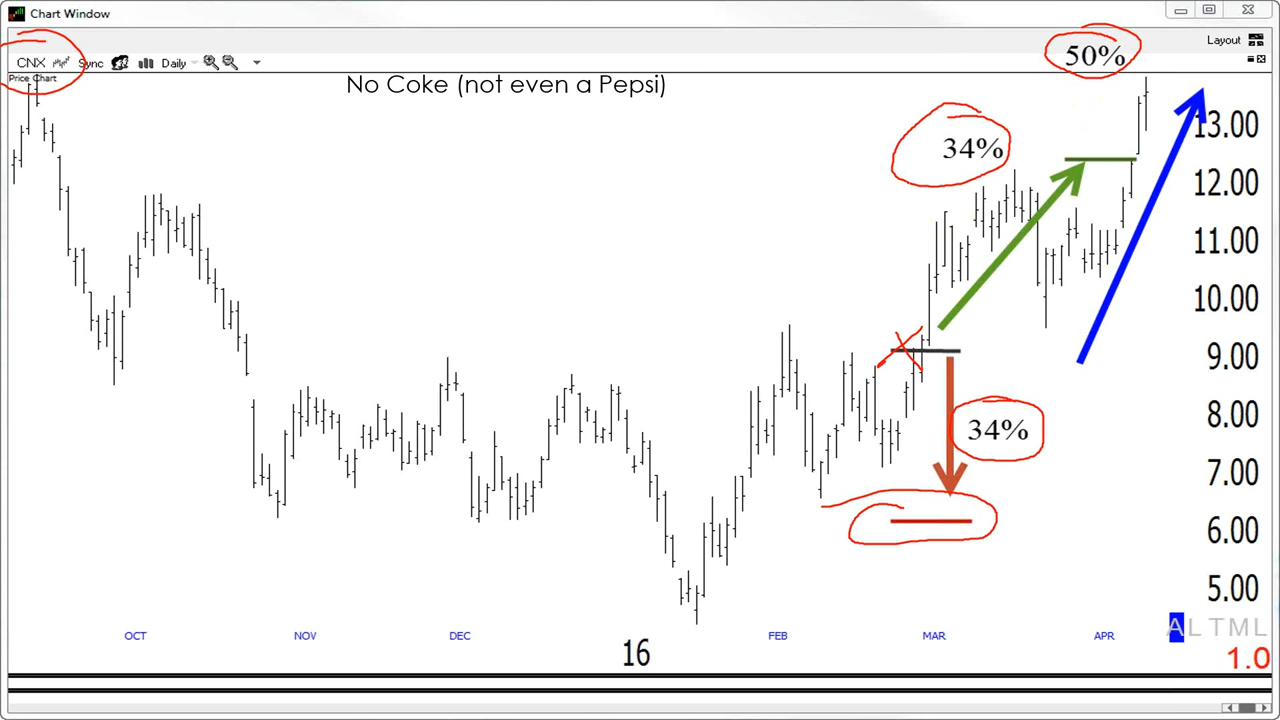 Chart Window
Layout
CNX Sync Daily
50%
Price Chart
No Coke (not even a Pepsi)
34%
13.00
12.00
11.00
10.00
9.00
8.00
34%
7.00
6.00
5.00
A L T M L
OCT NOV DEC 16 FEB MAR APR
1.0